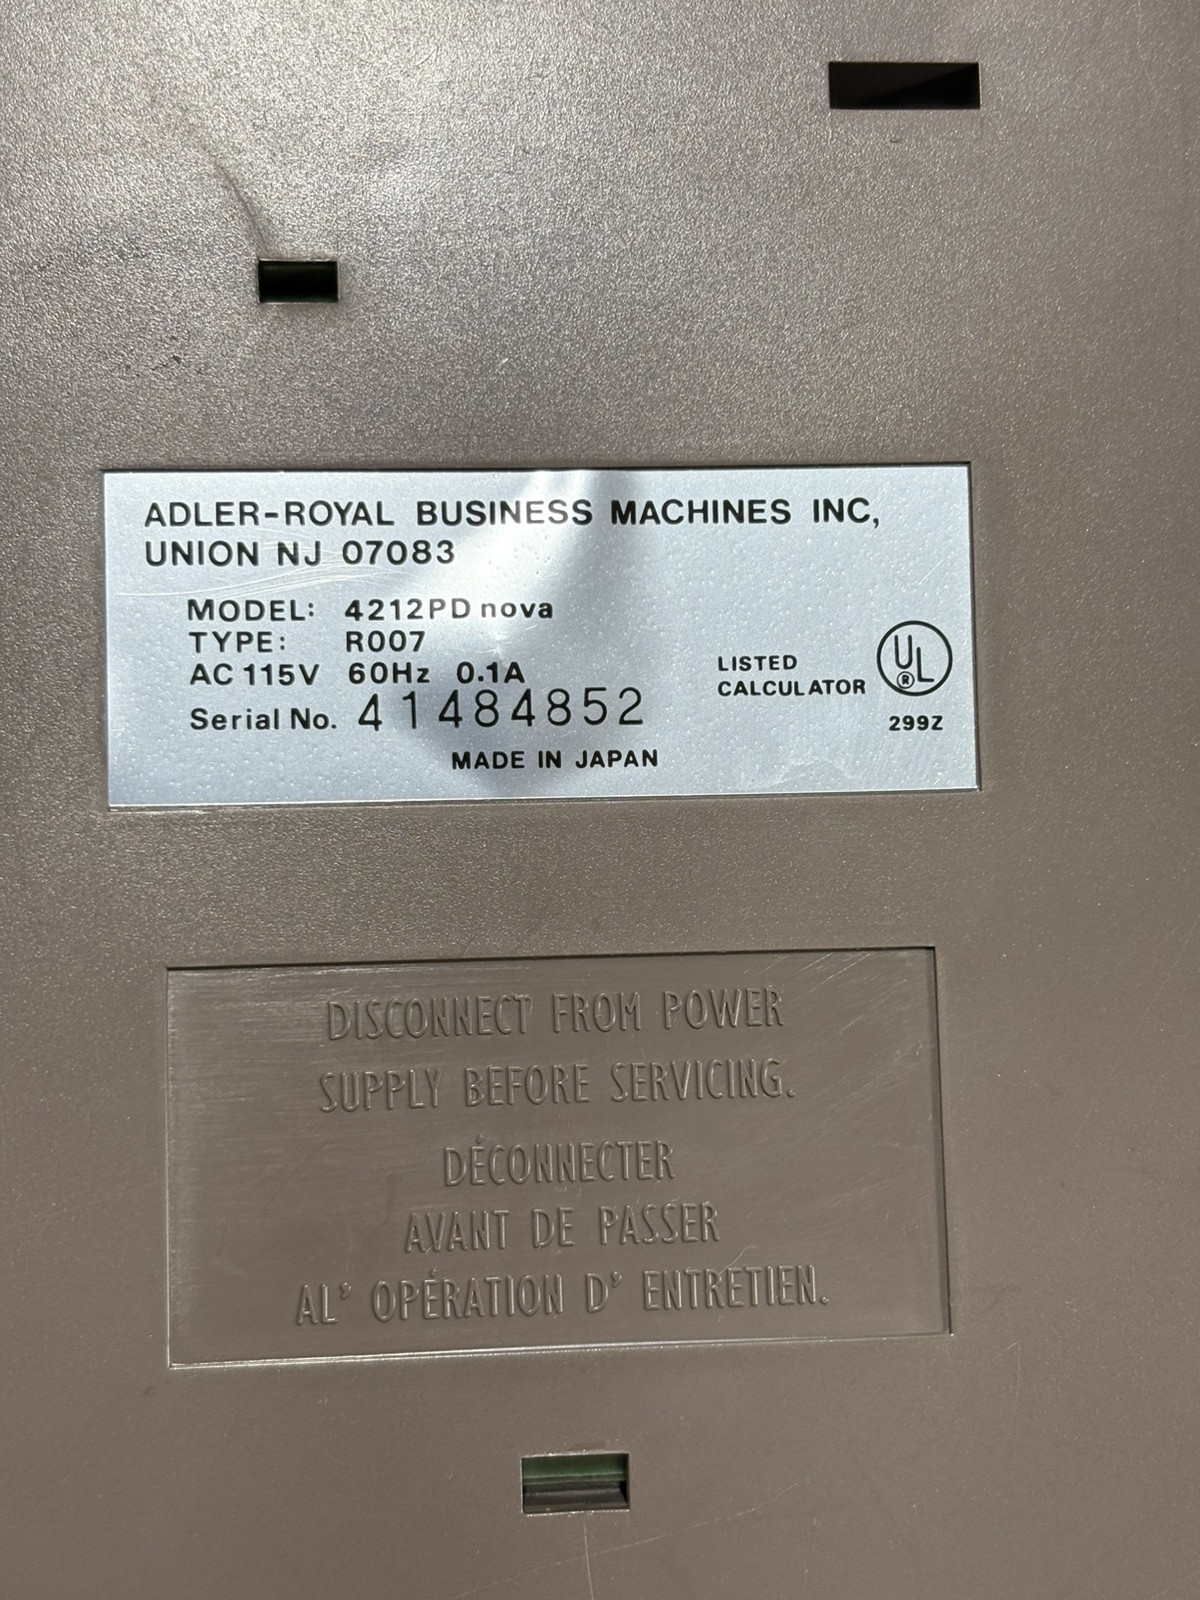 ADLER-ROYAL BUSINESS MACHINES INC,
UNION NJ 07083
MODEL: 4212PD nova
TYPE: R007
AC 115V 60Hz 0.1A
Serial No. 41484852
MADE IN JAPAN
LISTED
CALCULATOR
UL
®
299Z
DISCONNECT FROM POWER
SUPPLY BEFORE SERVICING.
DÉCONNECTER
AVANT DE PASSER
AL' OPÉRATION D' ENTRETIEN.